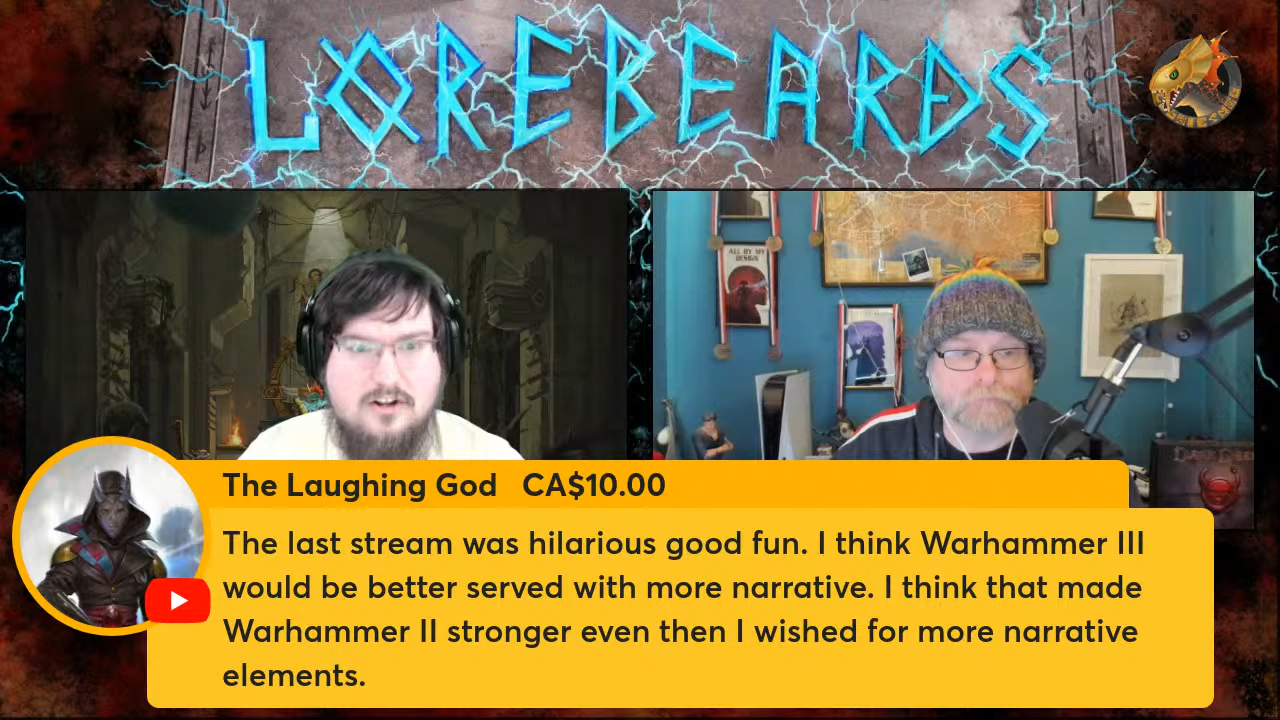 LOREBEARDS
ALL BY MY
DESIGN
The Laughing God CA$10.00
The last stream was hilarious good fun. I think Warhammer III
would be better served with more narrative. I think that made
Warhammer II stronger even then I wished for more narrative
elements.